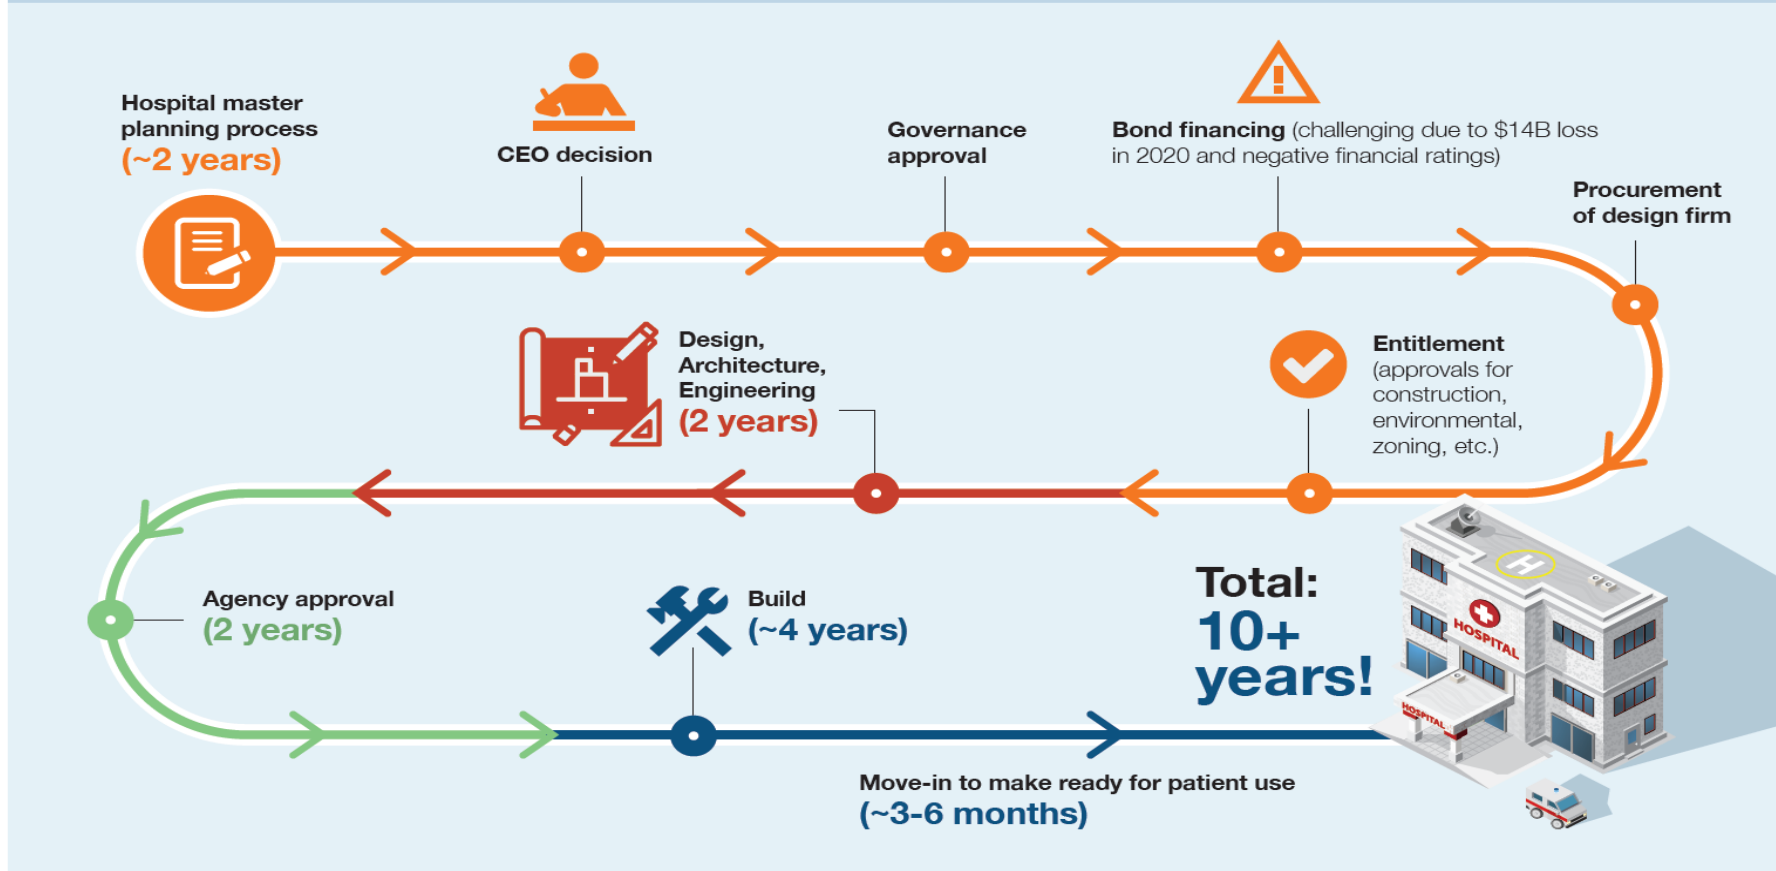 Hospital master
planning process
(~2 years)
CEO decision
Governance
approval
Bond financing (challenging due to $14B loss
in 2020 and negative financial ratings)
Procurement
of design firm
Entitlement
(approvals for
construction,
environmental,
zoning, etc.)
Design,
Architecture,
Engineering
(2 years)
Agency approval
(2 years)
Build
(~4 years)
Move-in to make ready for patient use
(~3-6 months)
Total:
10+
years!
H
HOSPITAL
HOSPITAL